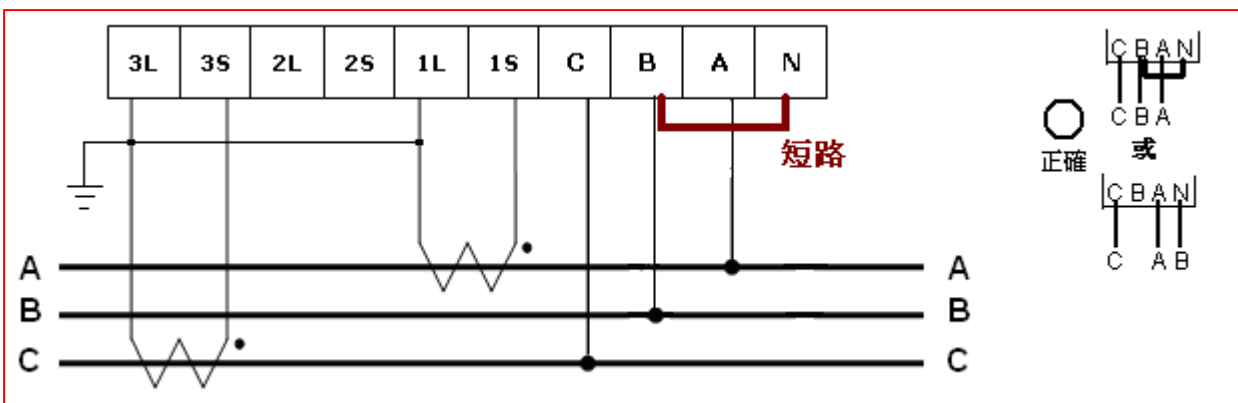 3L 3S 2L 2S 1L 1S C B A N
短路
A A
B B
C C
C B A N
C B A
正確
或
C B A N
C A B